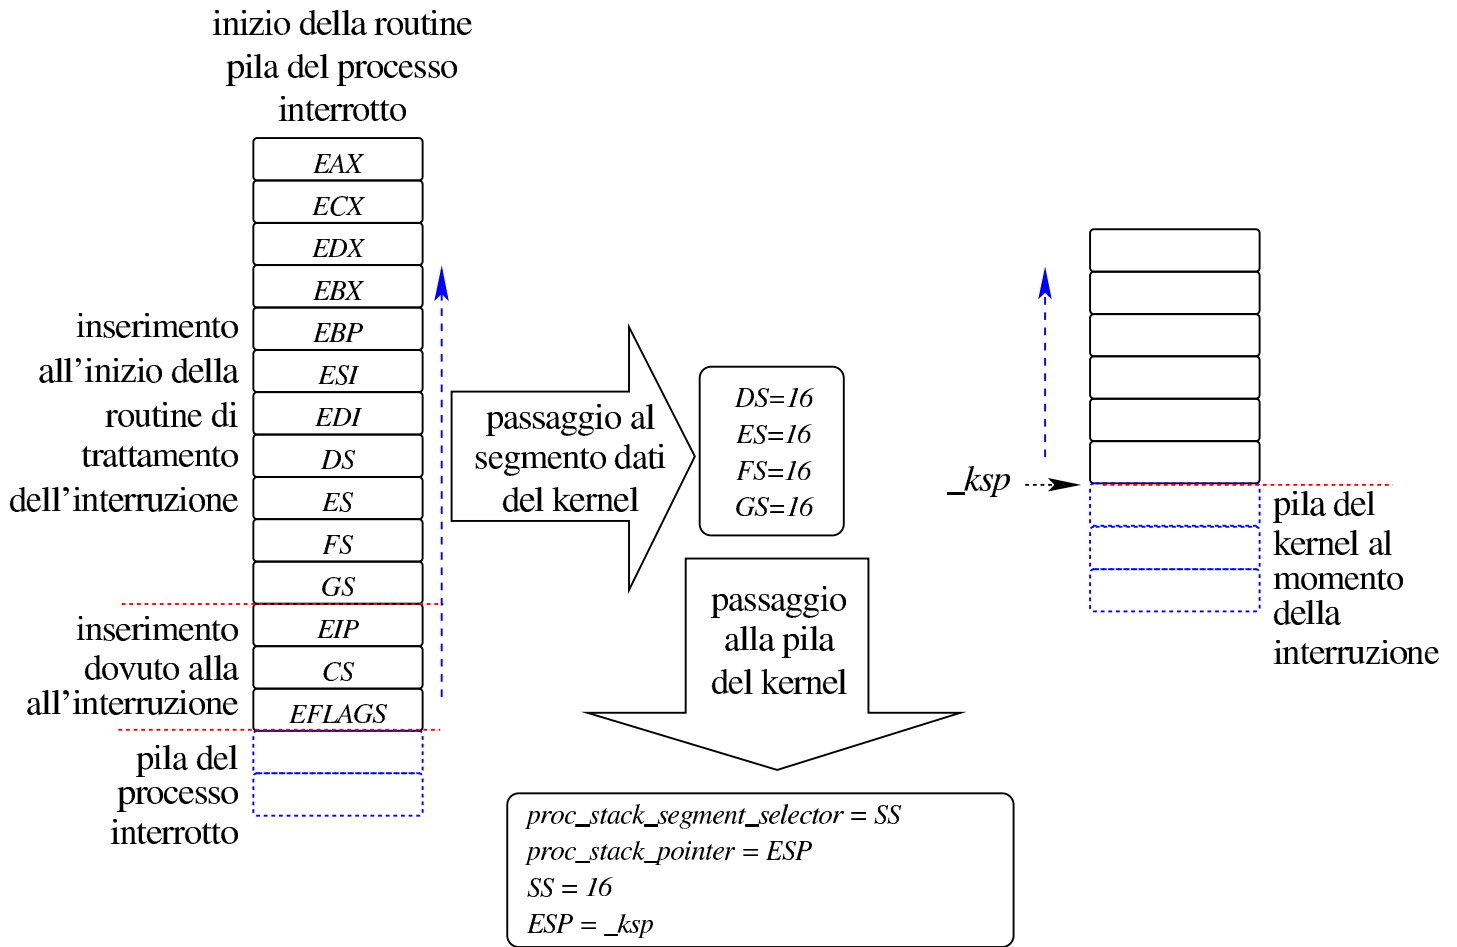 inizio della routine
pila del processo
interrotto
EAX
ECX
EDX
EBX
EBP
ESI
EDI
DS
ES
FS
GS
EIP
CS
EFLAGS
inserimento
all'inizio della
routine di
trattamento
dell'interruzione
inserimento
dovuto alla
all'interruzione
pila del
processo
interrotto
passaggio al
segmento dati
del kernel
DS=16
ES=16
FS=16
GS=16
passaggio
alla pila
del kernel
proc_stack_segment_selector = SS
proc_stack_pointer = ESP
SS = 16
ESP = _ksp
_ksp
pila del
kernel al
momento
della
interruzione